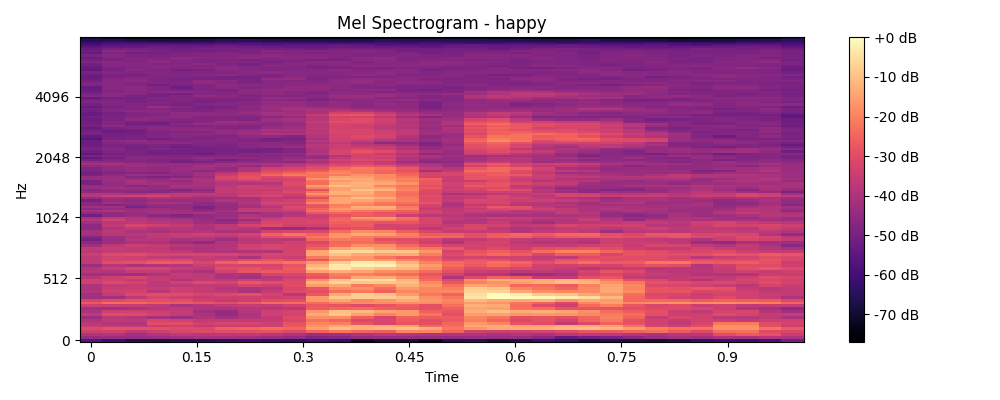 Mel Spectrogram - happy
Hz
4096
2048
1024
512
0
0 0.15 0.3 0.45 0.6 0.75 0.9
Time
+0 dB
-10 dB
-20 dB
-30 dB
-40 dB
-50 dB
-60 dB
-70 dB